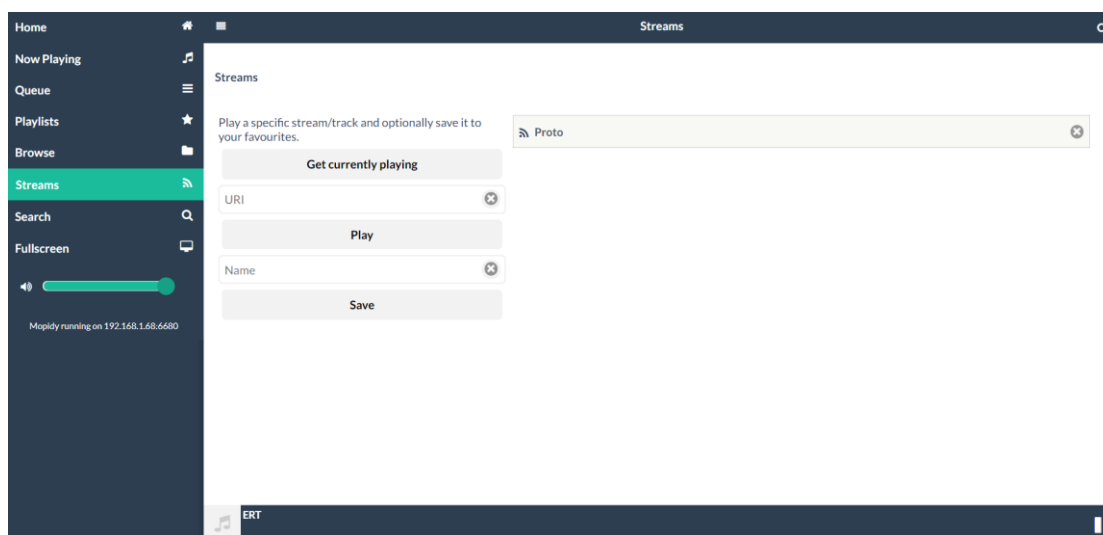 Home
Now Playing
Queue
Playlists
Browse
Streams
Search
Fullscreen
Mopidy running on 192.168.1.68:6680
Streams
Streams
Play a specific stream/track and optionally save it to
your favourites.
Get currently playing
URI
Play
Name
Save
Proto
ERT